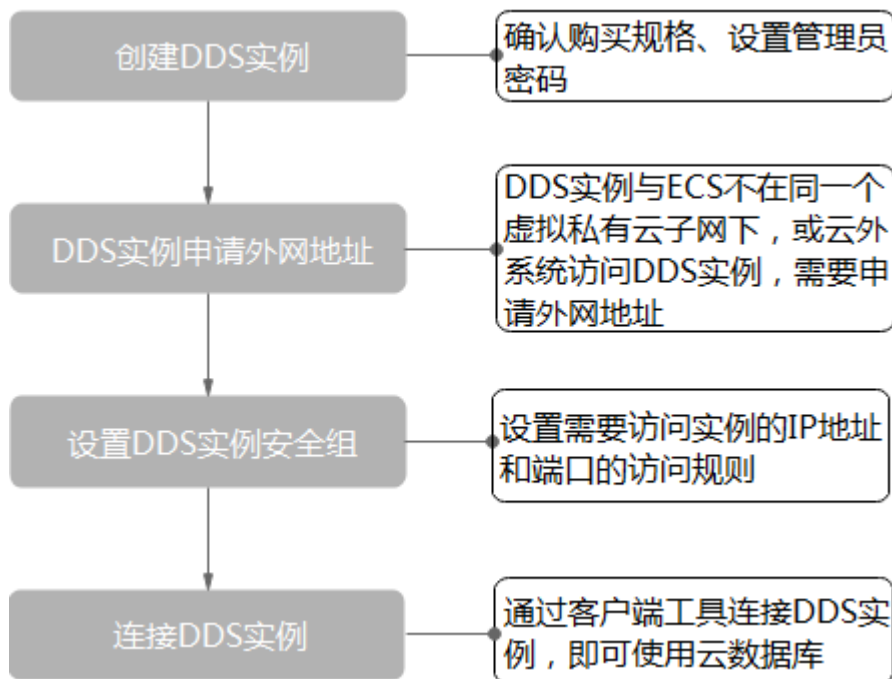 创建DDS实例
确认购买规格、设置管理员
密码
DDS实例申请外网地址
DDS实例与ECS不在同一个
虚拟私有云子网下，或云外
系统访问DDS实例，需要申
请外网地址
设置DDS实例安全组
设置需要访问实例的IP地址
和端口的访问规则
连接DDS实例
通过客户端工具连接DDS实
例，即可使用云数据库